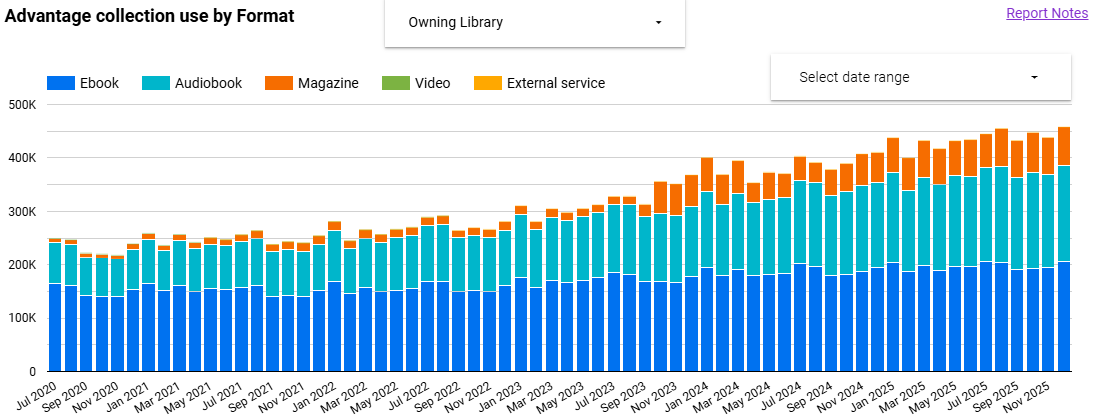 Advantage collection use by Format
Owning Library
Report Notes
Select date range
Ebook Audiobook Magazine Video External service
500K
400K
300K
200K
100K
0
Jul 2020 Sep 2020 Nov 2020 Jan 2021 Mar 2021 May 2021 Jul 2021 Sep 2021 Nov 2021 Jan 2022 Mar 2022 May 2022 Jul 2022 Sep 2022 Nov 2022 Jan 2023 Mar 2023 May 2023 Jul 2023 Sep 2023 Nov 2023 Jan 2024 Mar 2024 May 2024 Jul 2024 Sep 2024 Nov 2024 Jan 2025 Mar 2025 May 2025 Jul 2025 Sep 2025 Nov 2025